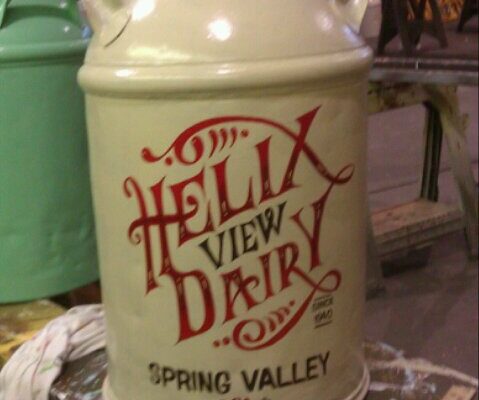 HELIX
VIEW
DAIRY
SINCE
1940
SPRING VALLEY